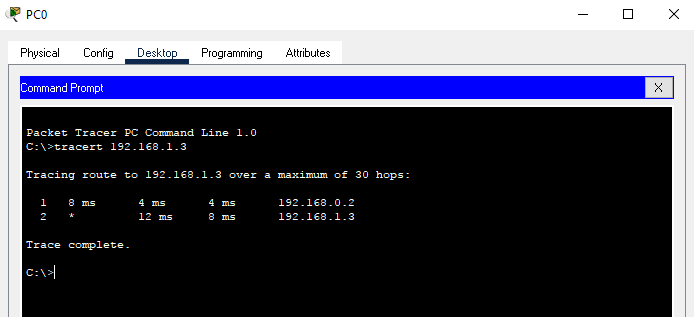 PC0
Physical Config Desktop Programming Attributes
Command Prompt X
Packet Tracer PC Command Line 1.0
C:\>tracert 192.168.1.3
Tracing route to 192.168.1.3 over a maximum of 30 hops:
1 8 ms 4 ms 4 ms 192.168.0.2
2 * 12 ms 8 ms 192.168.1.3
Trace complete.
C:\>